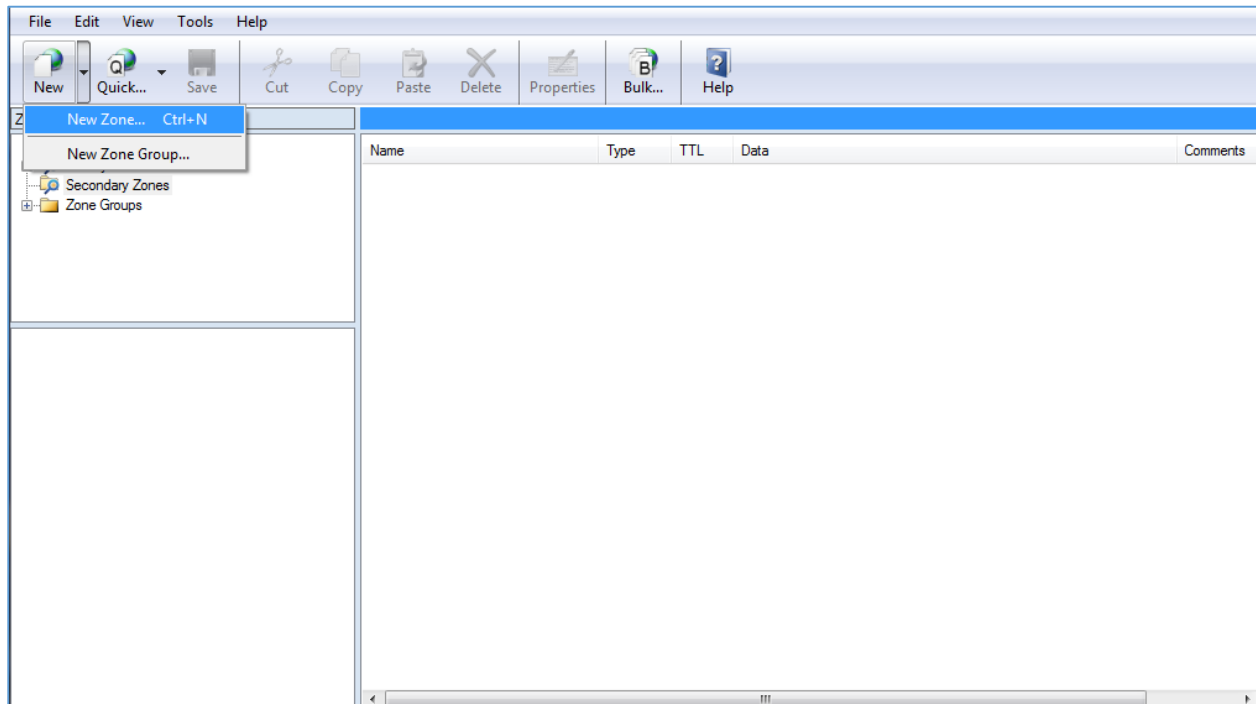 File Edit View Tools Help
New Quick... Save Cut Copy Paste Delete Properties Bulk... Help
New Zone... Ctrl+N
New Zone Group...
Name Type TTL Data Comments
Secondary Zones
Zone Groups